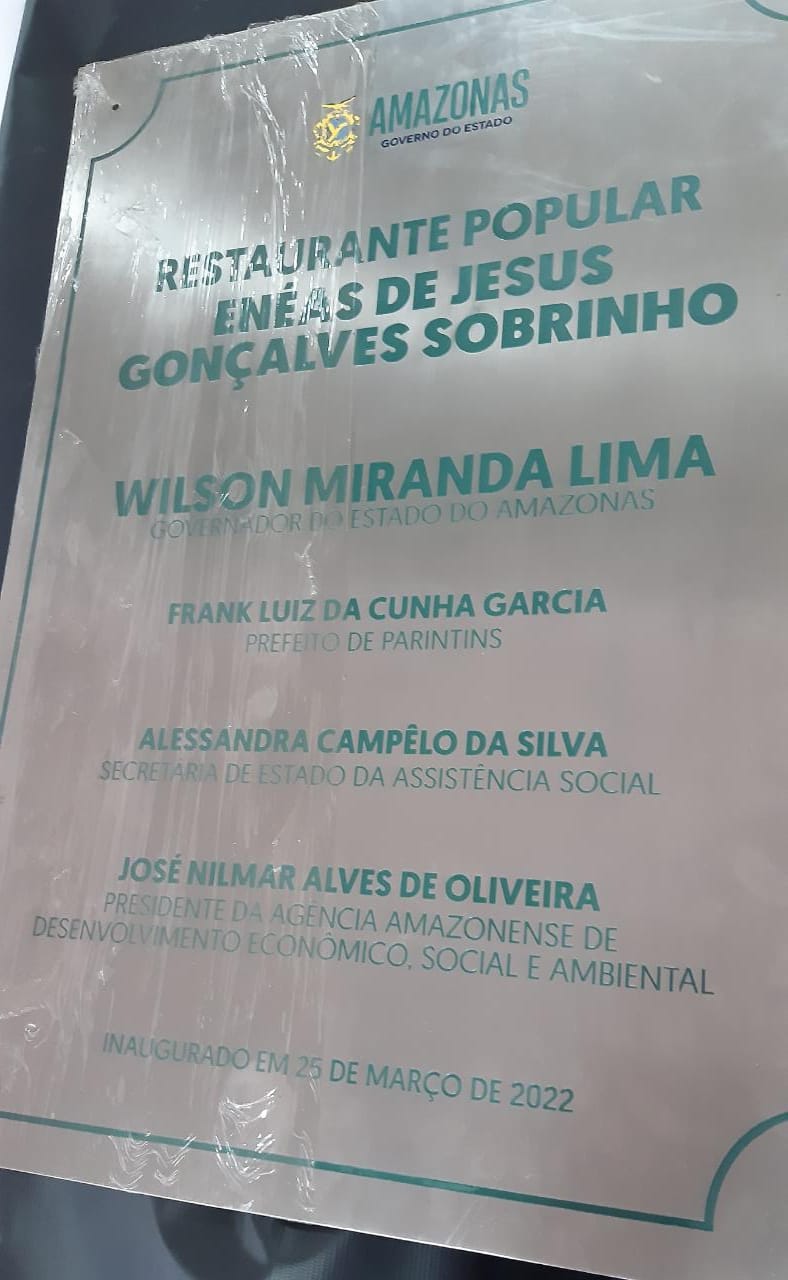 AMAZONAS
GOVERNO DO ESTADO
RESTAURANTE POPULAR
ENÉAS DE JESUS
GONÇALVES SOBRINHO
WILSON MIRANDA LIMA
GOVERNADOR DO ESTADO DO AMAZONAS
FRANK LUIZ DA CUNHA GARCIA
PREFEITO DE PARINTINS
ALESSANDRA CAMPÊLO DA SILVA
SECRETÁRIA DE ESTADO DA ASSISTÊNCIA SOCIAL
JOSÉ NILMAR ALVES DE OLIVEIRA
PRESIDENTE DA AGÊNCIA AMAZONENSE DE
DESENVOLVIMENTO ECONÔMICO, SOCIAL E AMBIENTAL
INAUGURADO EM 25 DE MARÇO DE 2022